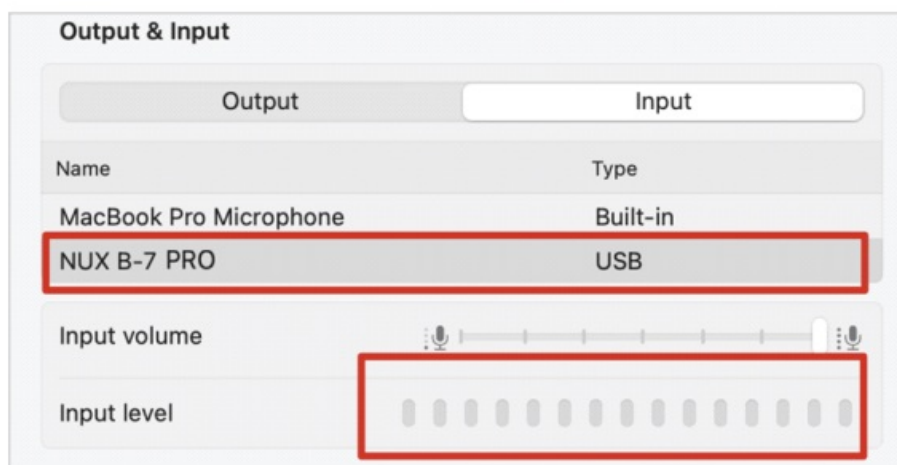 Output & Input
Output Input
Name Type
MacBook Pro Microphone Built-in
NUX B-7 PRO USB
Input volume
Input level